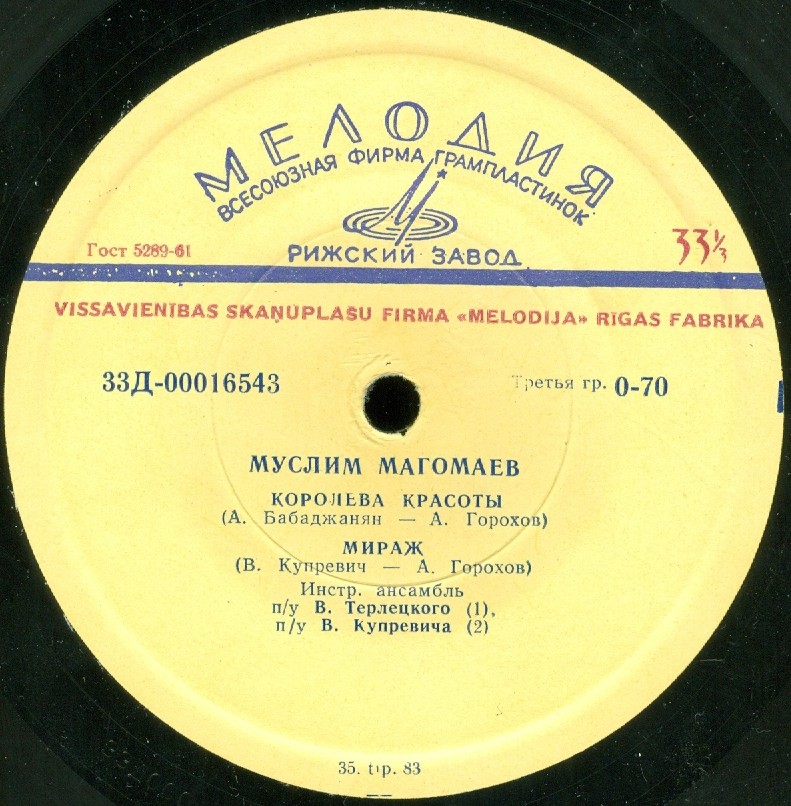 МЕЛОДИЯ
ВСЕСОЮЗНАЯ ФИРМА ГРАМПЛАСТИНОК
РИЖСКИЙ ЗАВОД
Гост 5289-61
33⅓
VISSAVIENĪBAS SKAŅUPLAŠU FIRMA «MELODIJA» RĪGAS FABRIKA
33Д-00016543
Третья гр. 0-70
МУСЛИМ МАГОМАЕВ
КОРОЛЕВА КРАСОТЫ
(А. Бабаджанян — А. Горохов)
МИРАЖ
(В. Купревич — А. Горохов)
Инстр. ансамбль
п/у В. Терлецкого (1),
п/у В. Купревича (2)
35. tip. 83